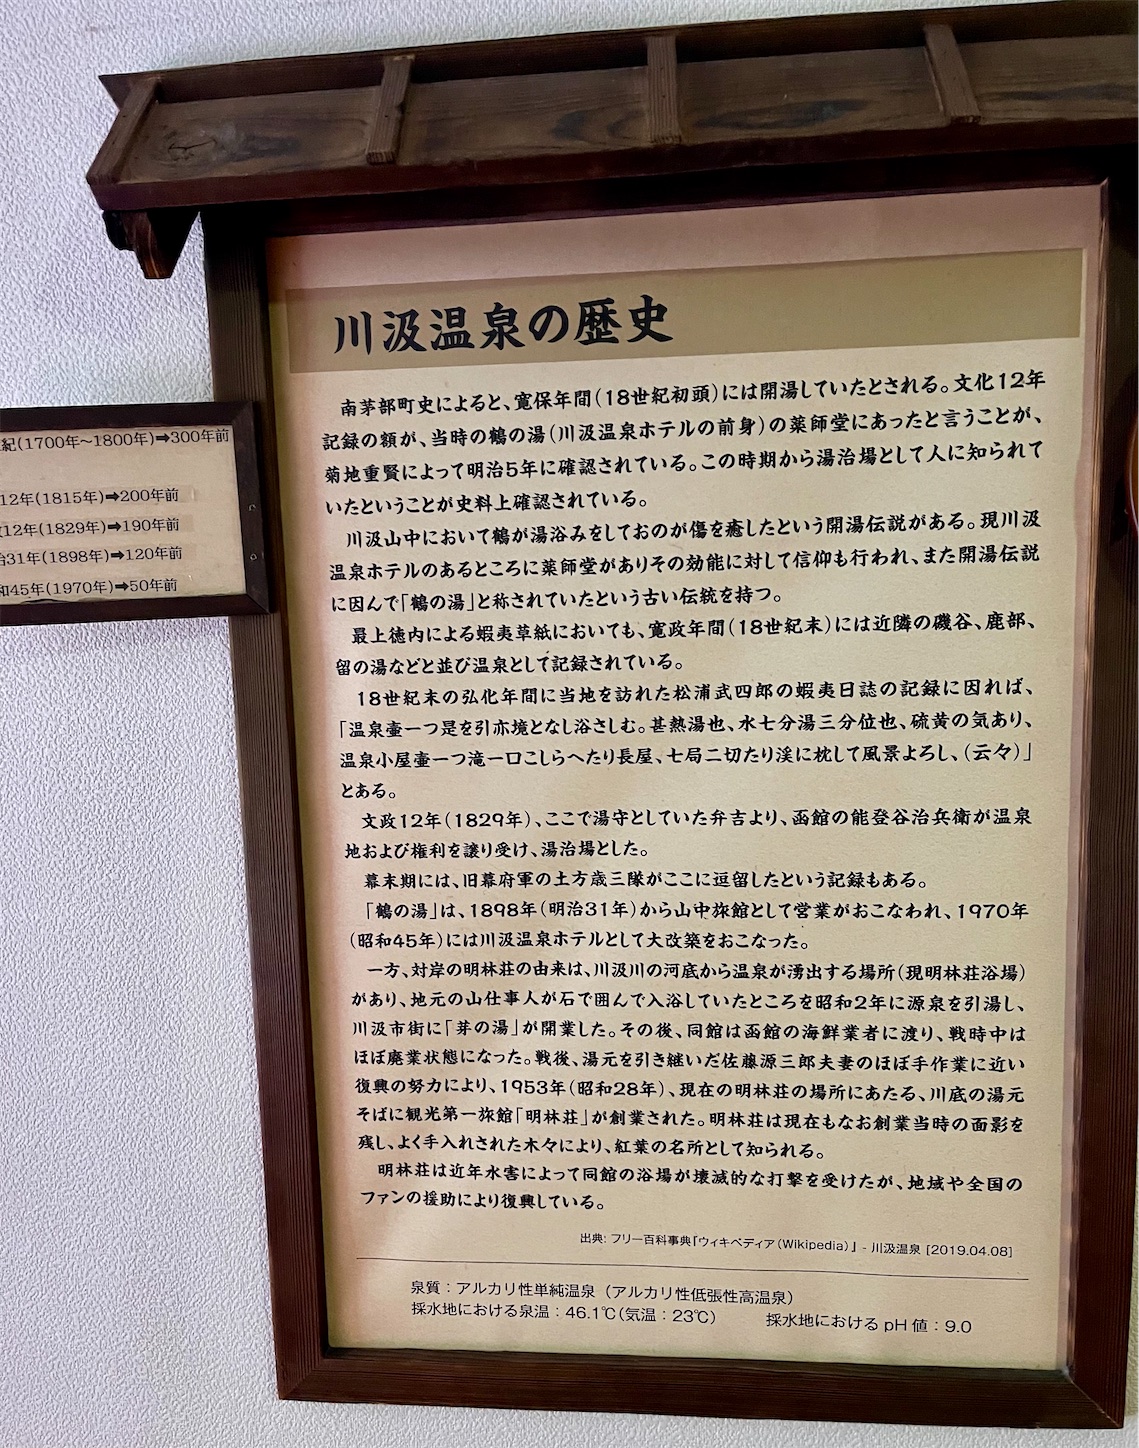 川汲温泉の歴史
南茅部町史によると、寛保年間(18世紀初頭)には開湯していたとされる。文化12年
記録の額が、当時の鶴の湯(川汲温泉ホテルの前身)の薬師堂にあったと言うことが、
菊地重賢によって明治5年に確認されている。この時期から湯治場として人に知られて
いたということが史料上確認されている。
川汲山中において鶴が湯浴みをしておのが傷を癒したという開湯伝説がある。現川汲
温泉ホテルのあるところに薬師堂がありその効能に対して信仰も行われ、また開湯伝説
に因んで「鶴の湯」と称されていたという古い伝統を持つ。
最上徳内による蝦夷草紙においても、寛政年間(18世紀末)には近隣の磯谷、鹿部、
留の湯などと並び温泉として記録されている。
18世紀末の弘化年間に当地を訪れた松浦武四郎の蝦夷日誌の記録に因れば、
「温泉壷一つ是を引亦境となし浴さしむ。甚熱湯也、水七分湯三分位也、硫黄の気あり、
温泉小屋壷一つ滝一口こしらへたり長屋、七局二切たり渓に枕して風景よろし、(云々)」
とある。
文政12年(1829年)、ここで湯守としていた弁吉より、函館の能登谷治兵衛が温泉
地および権利を譲り受け、湯治場とした。
幕末期には、旧幕府軍の土方歳三隊がここに逗留したという記録もある。
「鶴の湯」は、1898年(明治31年)から山中旅館として営業がおこなわれ、1970年
(昭和45年)には川汲温泉ホテルとして大改築をおこなった。
一方、対岸の明林荘の由来は、川汲川の河底から温泉が湧出する場所(現明林荘浴場)
があり、地元の山仕事人が石で囲んで入浴していたところを昭和2年に源泉を引湯し、
川汲市街に「芽の湯」が開業した。その後、同館は函館の海鮮業者に渡り、戦時中は
ほぼ廃業状態になった。戦後、湯元を引き継いだ佐藤源三郎夫妻のほぼ手作業に近い
復興の努力により、1953年(昭和28年)、現在の明林荘の場所にあたる、川底の湯元
そばに観光第一旅館「明林荘」が創業された。明林荘は現在もなお創業当時の面影を
残し、よく手入れされた木々により、紅葉の名所として知られる。
明林荘は近年水害によって同館の浴場が壊滅的な打撃を受けたが、地域や全国の
ファンの援助により復興している。
出典: フリー百科事典『ウィキペディア(Wikipedia)』 - 川汲温泉 [2019.04.08]
泉質:アルカリ性単純温泉(アルカリ性低張性高温泉)
採水地における泉温:46.1℃(気温:23℃) 採水地における pH 値:9.0
紀(1700年〜1800年)➡300年前
12年(1815年)➡200年前
12年(1829年)➡190年前
治31年(1898年)➡120年前
和45年(1970年)➡50年前